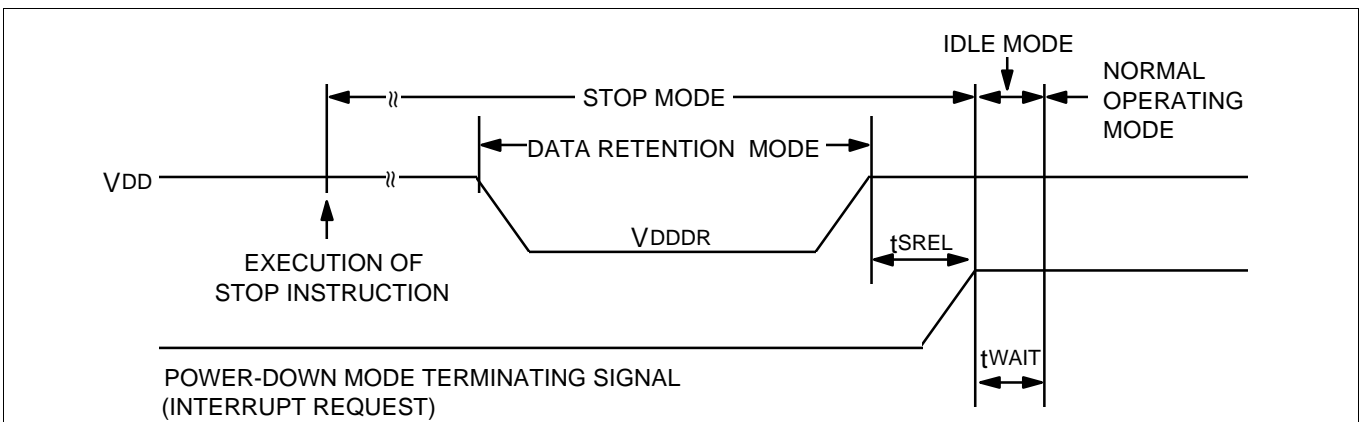 IDLE MODE
STOP MODE
NORMAL
OPERATING
MODE
DATA RETENTION MODE
VDD
VDDDR
tSREL
EXECUTION OF
STOP INSTRUCTION
tWAIT
POWER-DOWN MODE TERMINATING SIGNAL
(INTERRUPT REQUEST)